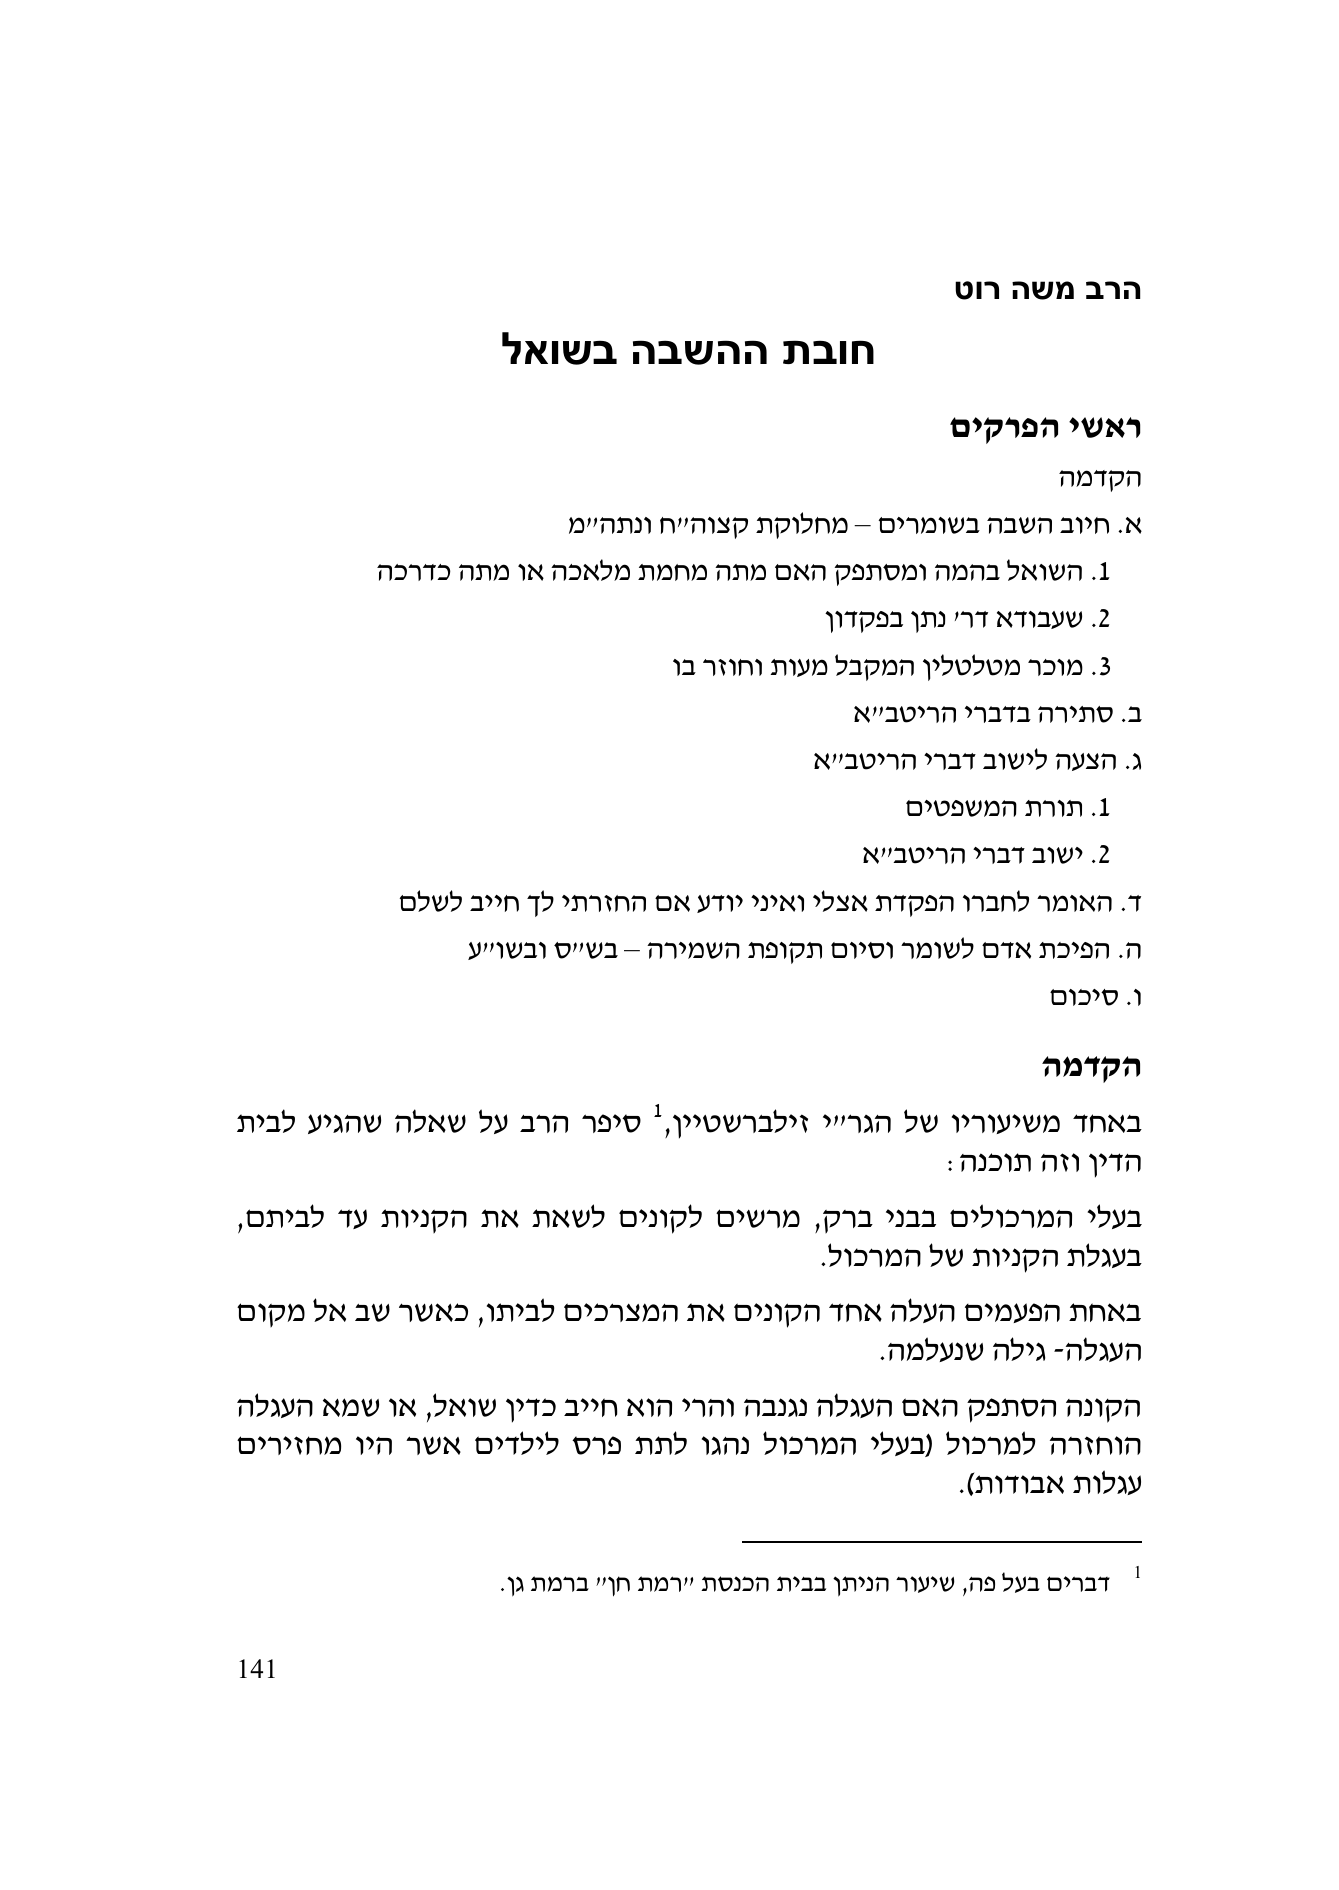 הרב משה רוט
חובת ההשבה בשואל
ראשי הפרקים
הקדמה
א. חיוב השבה בשומרים – מחלוקת קצוה״ח ונתה״מ
1. השואל בהמה ומסתפק האם מתה מחמת מלאכה או מתה כדרכה
2. שעבודא דר׳ נתן בפקדון
3. מוכר מטלטלין המקבל מעות וחוזר בו
ב. סתירה בדברי הריטב״א
ג. הצעה לישוב דברי הריטב״א
1. תורת המשפטים
2. ישוב דברי הריטב״א
ד. האומר לחברו הפקדת אצלי ואיני יודע אם החזרתי לך חייב לשלם
ה. הפיכת אדם לשומר וסיום תקופת השמירה – בש״ס ובשו״ע
ו. סיכום
הקדמה
באחד משיעוריו של הגר״י זילברשטיין,1 סיפר הרב על שאלה שהגיע לבית
הדין וזה תוכנה:
בעלי המרכולים בבני ברק, מרשים לקונים לשאת את הקניות עד לביתם,
בעגלת הקניות של המרכול.
באחת הפעמים העלה אחד הקונים את המצרכים לביתו, כאשר שב אל מקום
העגלה- גילה שנעלמה.
הקונה הסתפק האם העגלה נגנבה והרי הוא חייב כדין שואל, או שמא העגלה
הוחזרה למרכול (בעלי המרכול נהגו לתת פרס לילדים אשר היו מחזירים
עגלות אבודות).
1 דברים בעל פה, שיעור הניתן בבית הכנסת ״רמת חן״ ברמת גן.
141